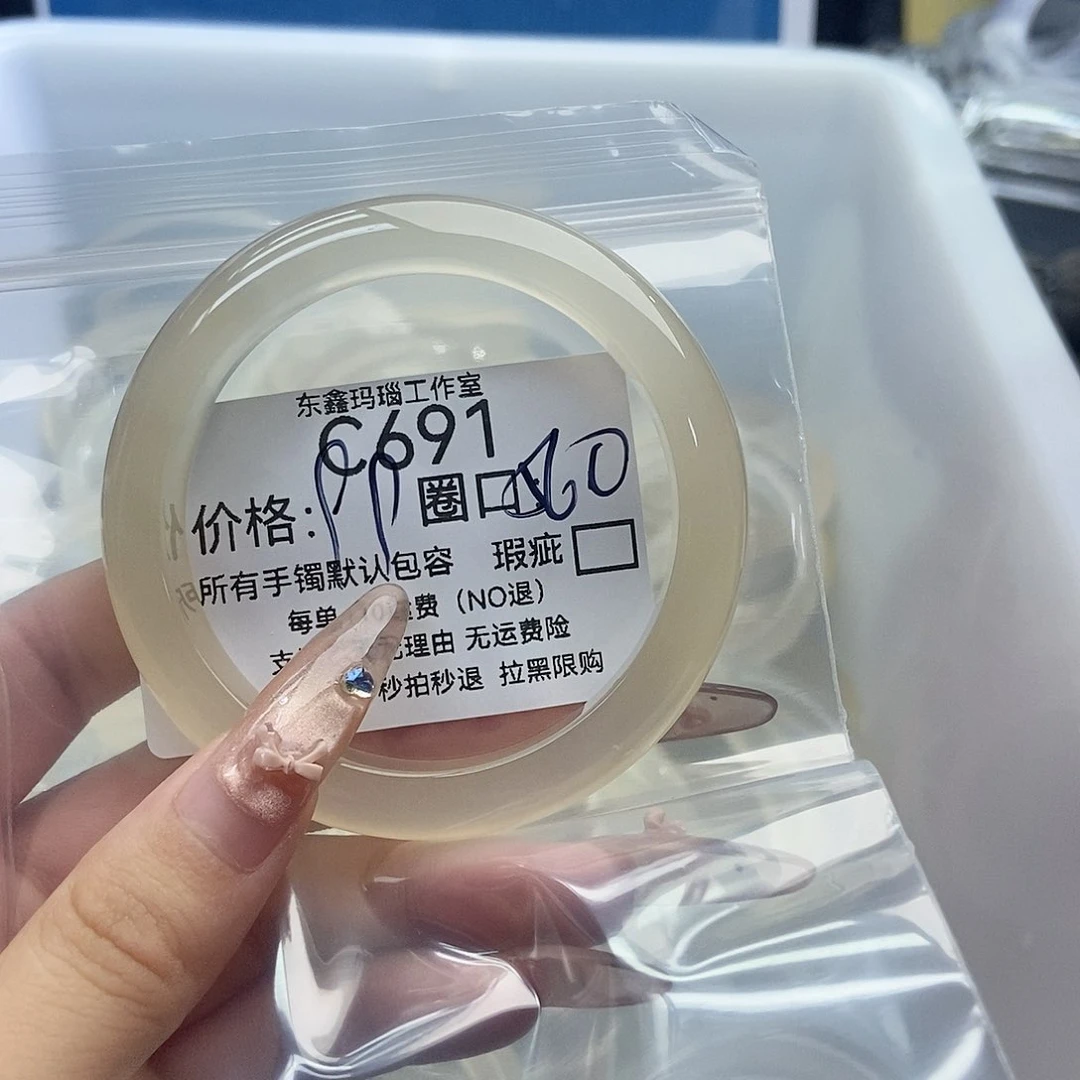 东鑫玛瑙工作室
C691
价格: 圈口 60
所有手镯默认包容 瑕疵
每单 运费（NO退）
理由 无运费险
秒拍秒退 拉黑限购